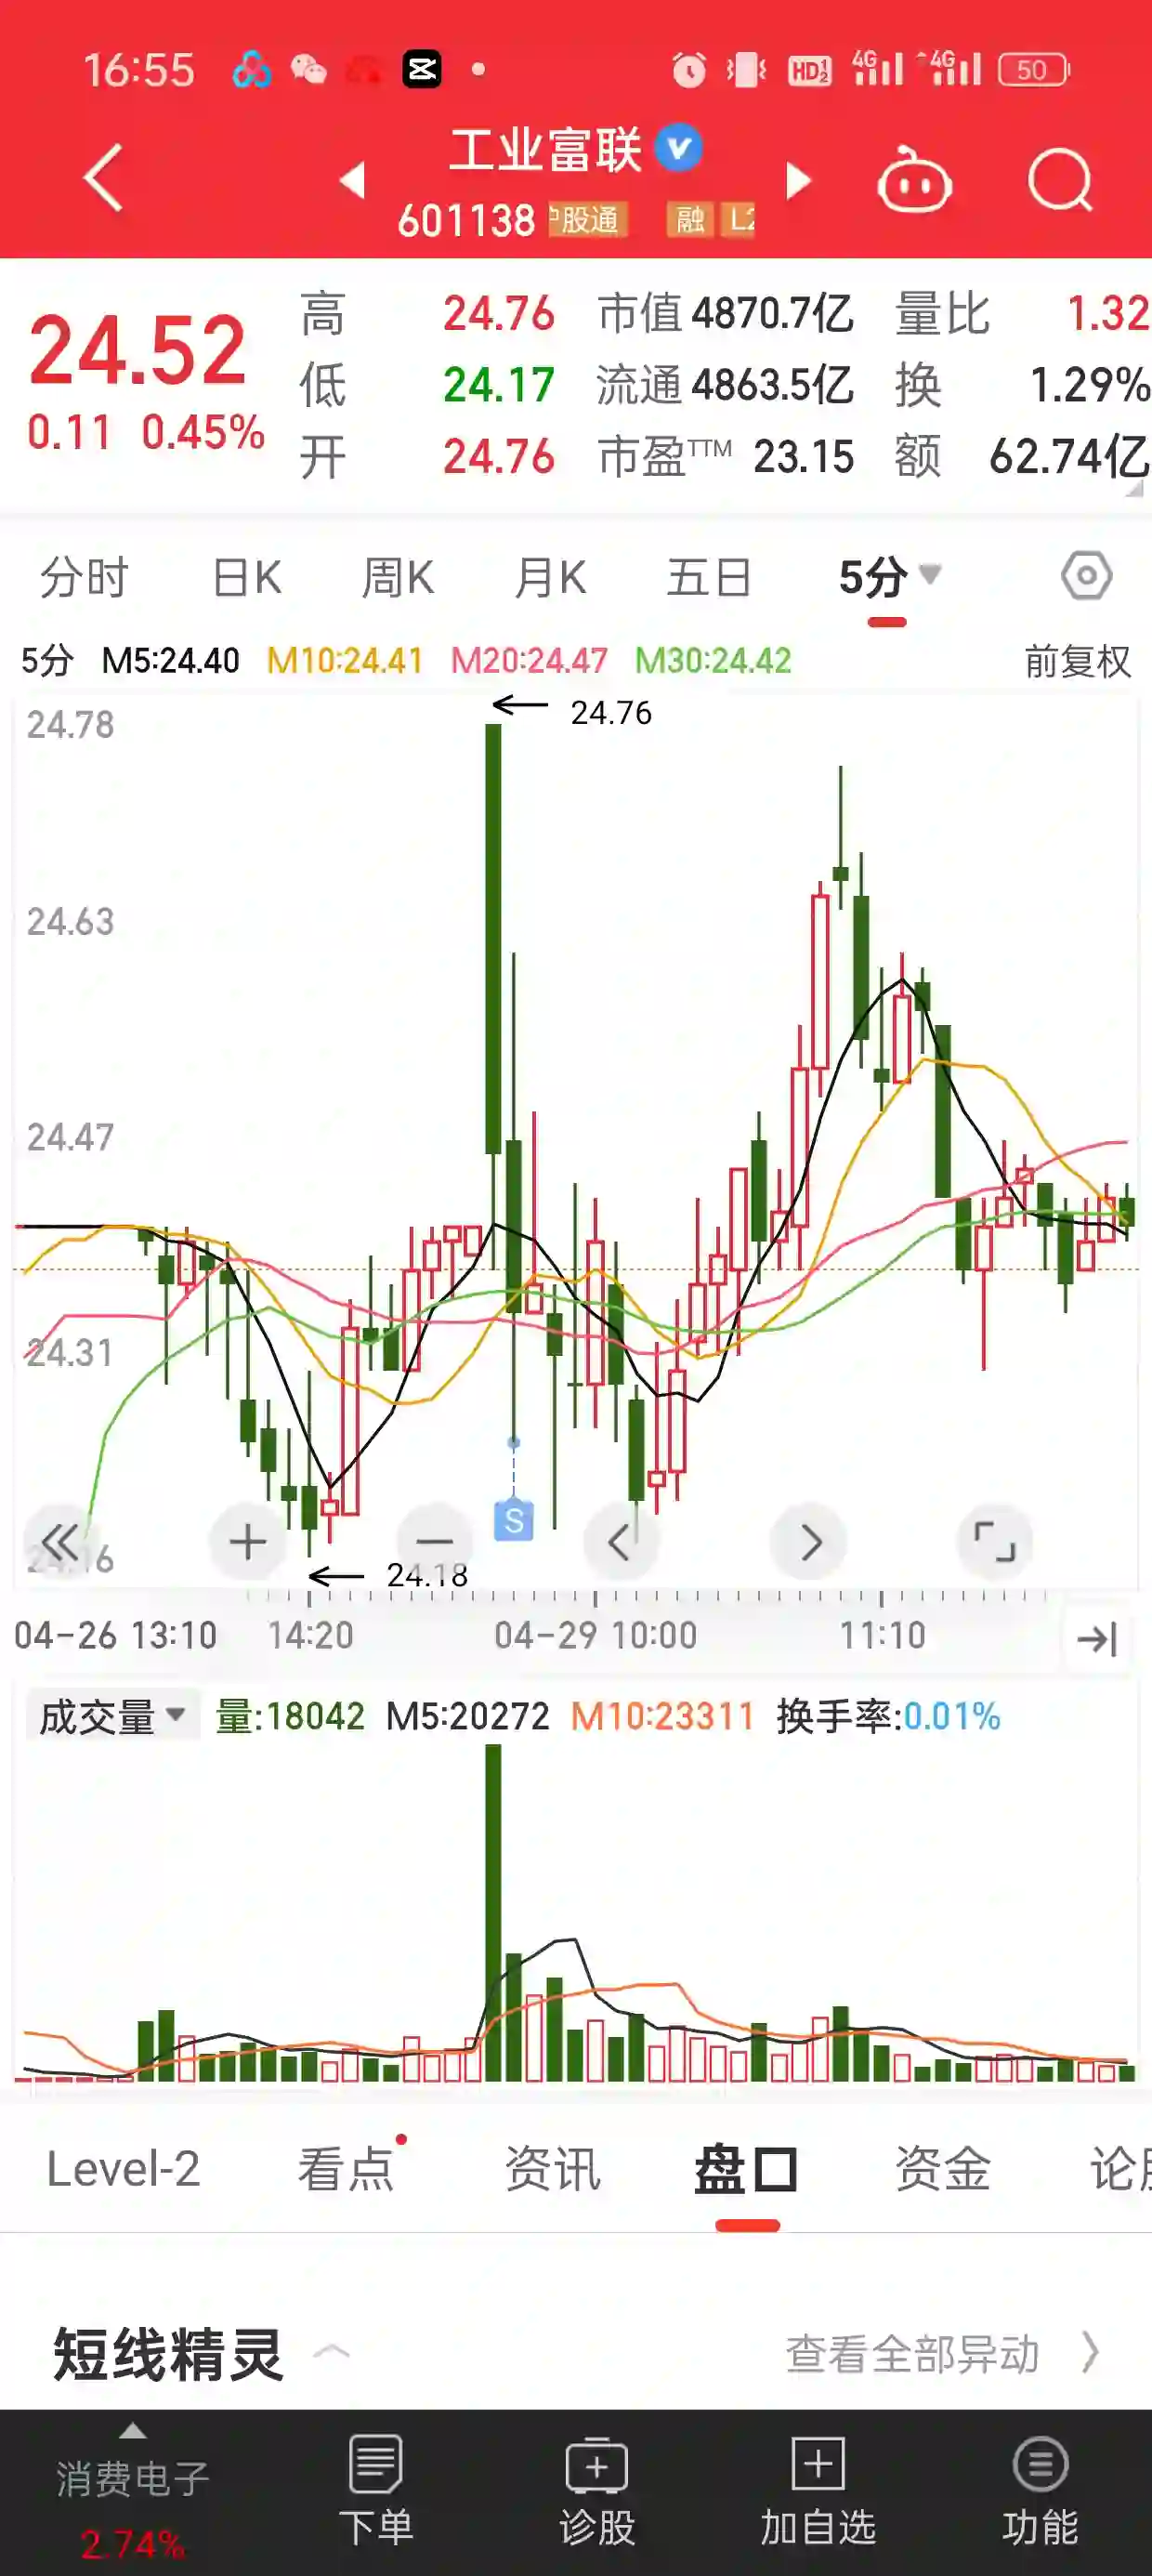 16:55 HD1 2 4G 4G 50
工业富联
601138 股通 融
24.52 高 24.76 市值 4870.7亿 量比 1.32
低 24.17 流通 4863.5亿 换 1.29%
0.11 0.45% 开 24.76 市盈TTM 23.15 额 62.74亿
分时 日K 周K 月K 五日 5分
5分 M5:24.40 M10:24.41 M20:24.47 M30:24.42 前复权
24.78 24.76
24.63
24.47
24.31
S
24.18
04-26 13:10 14:20 04-29 10:00 11:10
成交量 量:18042 M5:20272 M10:23311 换手率:0.01%
Level-2 看点 资讯 盘口 资金
短线精灵 查看全部异动
消费电子
2.74%
下单 诊股 加自选 功能